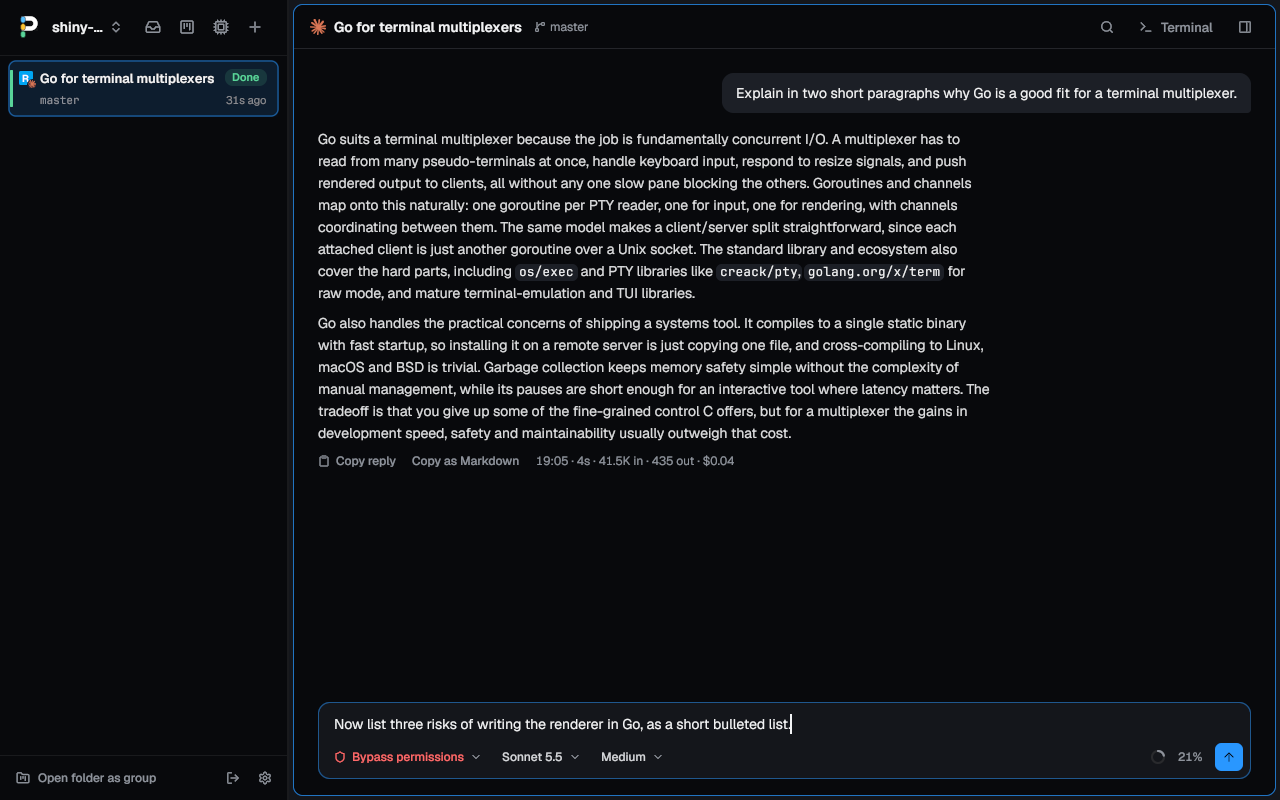 shiny-...
Go for terminal multiplexers
Done
master
31s ago
Open folder as group
Go for terminal multiplexers
master
Terminal
Explain in two short paragraphs why Go is a good fit for a terminal multiplexer.
Go suits a terminal multiplexer because the job is fundamentally concurrent I/O. A multiplexer has to
read from many pseudo-terminals at once, handle keyboard input, respond to resize signals, and push
rendered output to clients, all without any one slow pane blocking the others. Goroutines and channels
map onto this naturally: one goroutine per PTY reader, one for input, one for rendering, with channels
coordinating between them. The same model makes a client/server split straightforward, since each
attached client is just another goroutine over a Unix socket. The standard library and ecosystem also
cover the hard parts, including os/exec and PTY libraries like creack/pty, golang.org/x/term for
raw mode, and mature terminal-emulation and TUI libraries.
Go also handles the practical concerns of shipping a systems tool. It compiles to a single static binary
with fast startup, so installing it on a remote server is just copying one file, and cross-compiling to Linux,
macOS and BSD is trivial. Garbage collection keeps memory safety simple without the complexity of
manual management, while its pauses are short enough for an interactive tool where latency matters. The
tradeoff is that you give up some of the fine-grained control C offers, but for a multiplexer the gains in
development speed, safety and maintainability usually outweigh that cost.
Copy reply Copy as Markdown 19:05 · 4s · 41.5K in · 435 out · $0.04
Now list three risks of writing the renderer in Go, as a short bulleted list.
Bypass permissions Sonnet 5.5 Medium 21%